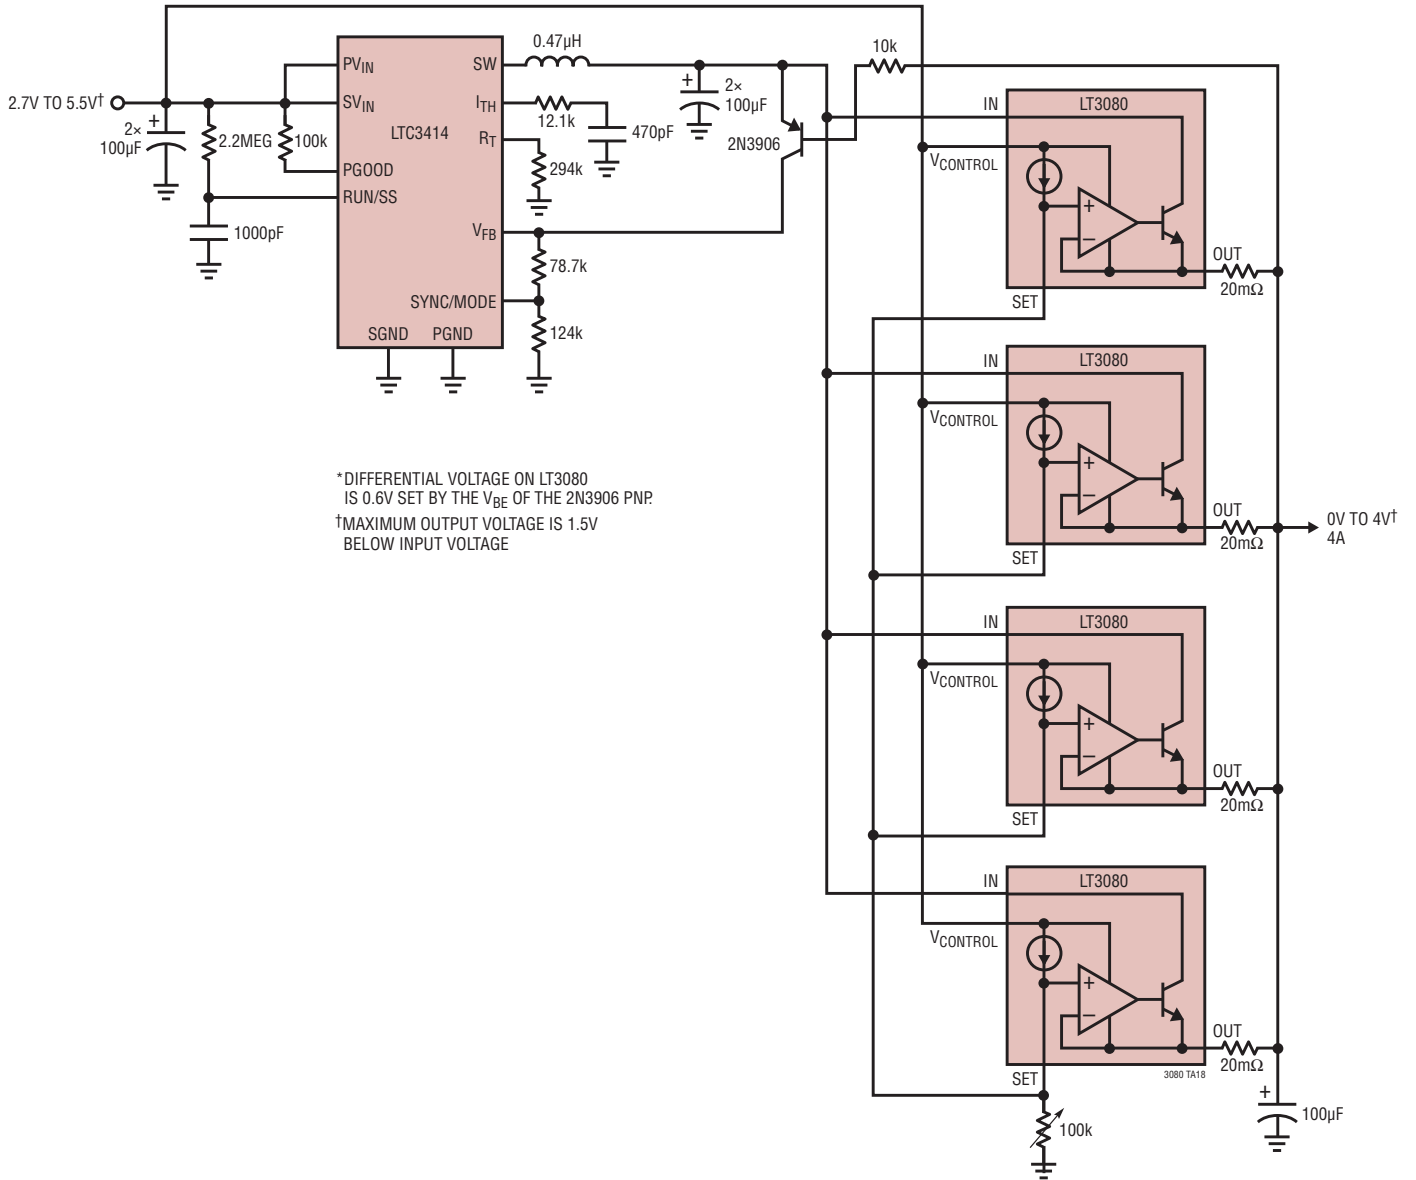 2.7V TO 5.5V†
2×
100µF
+
2.2MEG
100k
1000pF
PVIN
SVIN
PGOOD
RUN/SS
LTC3414
SW
ITH
RT
VFB
SYNC/MODE
SGND
PGND
0.47µH
12.1k
470pF
294k
78.7k
124k
+
2×
100µF
2N3906
10k
IN
LT3080
VCONTROL
+
–
OUT
20mΩ
SET
IN
LT3080
VCONTROL
+
–
OUT
20mΩ
SET
0V TO 4V†
4A
IN
LT3080
VCONTROL
+
–
OUT
20mΩ
SET
IN
LT3080
VCONTROL
+
–
OUT
20mΩ
SET
3080 TA18
100k
+
100µF
*DIFFERENTIAL VOLTAGE ON LT3080
IS 0.6V SET BY THE VBE OF THE 2N3906 PNP.
†MAXIMUM OUTPUT VOLTAGE IS 1.5V
BELOW INPUT VOLTAGE